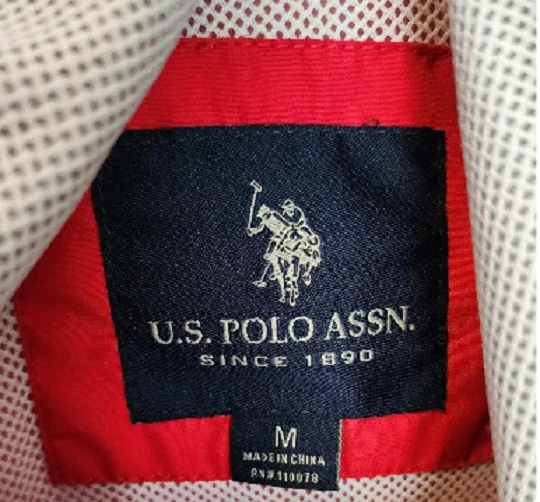 U.S. POLO ASSN.
SINCE 1890
M
MADE IN CHINA
RN# 110078